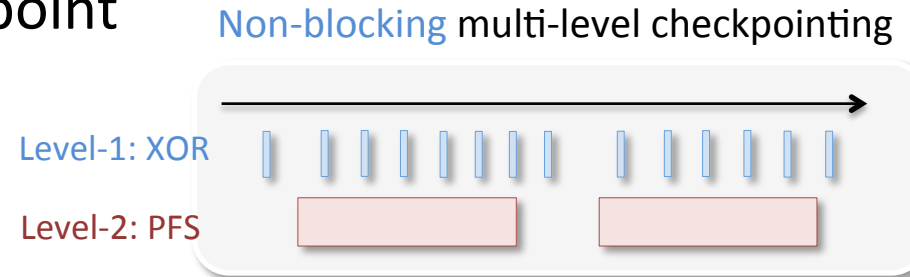 point
Non-blocking multi-level checkpointing
Level-1: XOR
Level-2: PFS